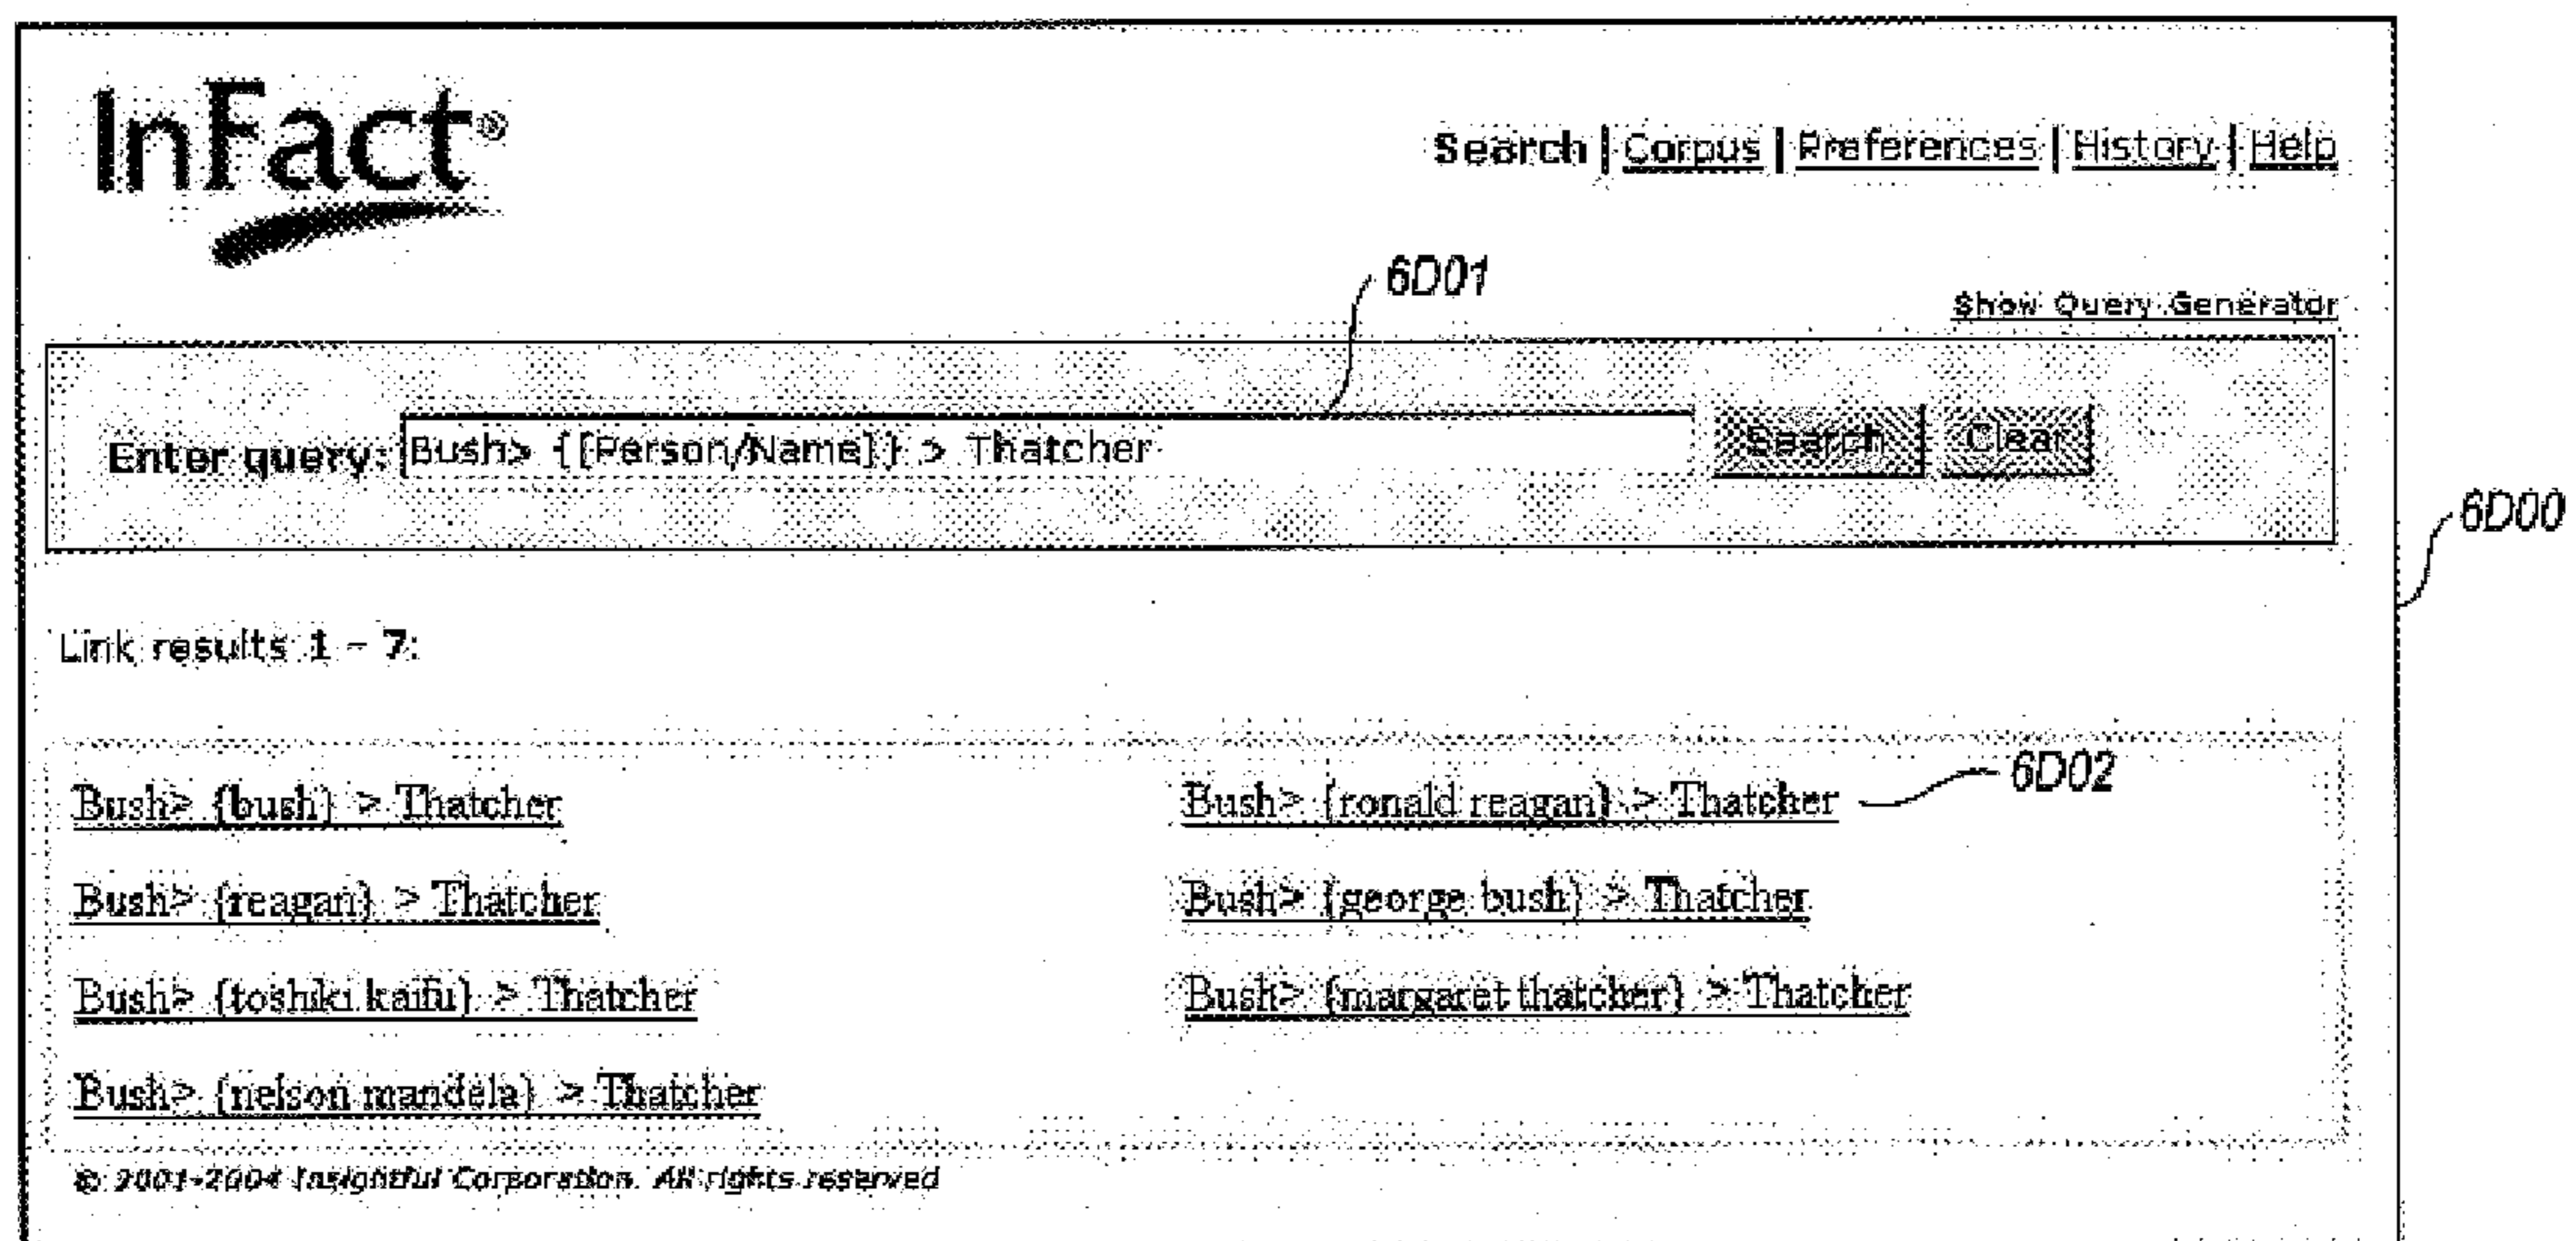 InFact®
Search | Corpus | Preferences | History | Help
6D01
Show Query Generator
Enter query: Bush> {[Person/Name]} > Thatcher Search Clear
6D00
Link results 1 - 7:
Bush> {bush} > Thatcher Bush> {ronald reagan} > Thatcher 6D02
Bush> {reagan} > Thatcher Bush> {george bush} > Thatcher
Bush> {toshiki kaifu} > Thatcher Bush> {margaret thatcher} > Thatcher
Bush> {nelson mandela} > Thatcher
© 2001-2004 Insightful Corporation. All rights reserved